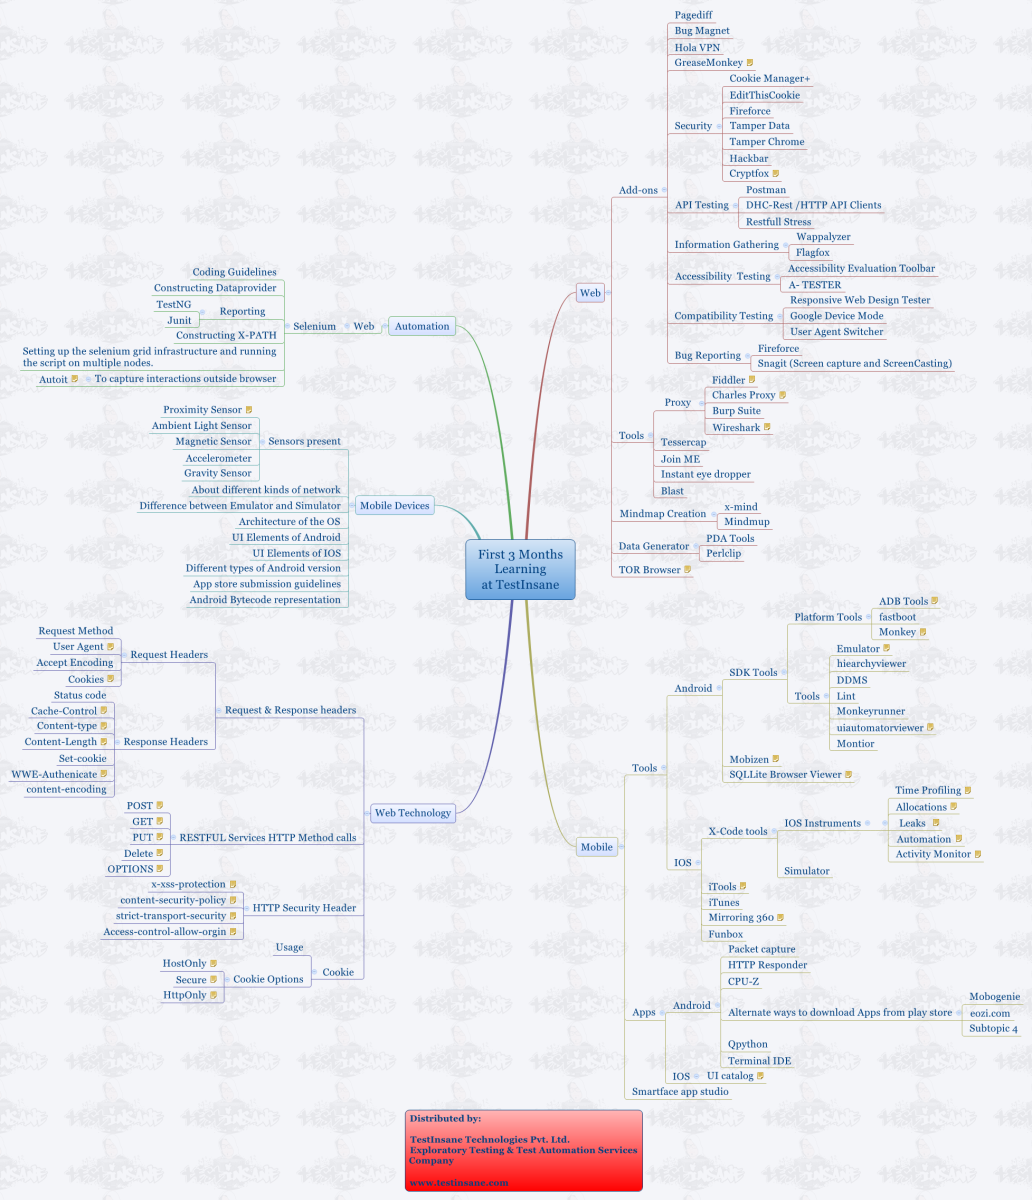 First 3 Months
Learning
at TestInsane
Web
Add-ons
Pagediff
Bug Magnet
Hola VPN
GreaseMonkey
Security
Cookie Manager+
EditThisCookie
Fireforce
Tamper Data
Tamper Chrome
Hackbar
Cryptfox
API Testing
Postman
DHC-Rest /HTTP API Clients
Restfull Stress
Information Gathering
Wappalyzer
Flagfox
Accessibility Testing
Accessibility Evaluation Toolbar
A- TESTER
Compatibility Testing
Responsive Web Design Tester
Google Device Mode
User Agent Switcher
Bug Reporting
Fireforce
Snagit (Screen capture and ScreenCasting)
Tools
Proxy
Fiddler
Charles Proxy
Burp Suite
Wireshark
Tessercap
Join ME
Instant eye dropper
Blast
Mindmap Creation
x-mind
Mindmup
Data Generator
PDA Tools
Perlclip
TOR Browser
Mobile
Tools
Android
SDK Tools
Platform Tools
ADB Tools
fastboot
Monkey
Tools
Emulator
hiearchyviewer
DDMS
Lint
Monkeyrunner
uiautomatorviewer
Montior
Mobizen
SQLLite Browser Viewer
IOS
X-Code tools
IOS Instruments
Time Profiling
Allocations
Leaks
Automation
Activity Monitor
Simulator
iTools
iTunes
Mirroring 360
Funbox
Apps
Android
Packet capture
HTTP Responder
CPU-Z
Alternate ways to download Apps from play store
Mobogenie
eozi.com
Subtopic 4
Qpython
Terminal IDE
IOS
UI catalog
Smartface app studio
Automation
Web
Selenium
Coding Guidelines
Constructing Dataprovider
Reporting
TestNG
Junit
Constructing X-PATH
Setting up the selenium grid infrastructure and running
the script on multiple nodes.
To capture interactions outside browser
Autoit
Mobile Devices
Sensors present
Proximity Sensor
Ambient Light Sensor
Magnetic Sensor
Accelerometer
Gravity Sensor
About different kinds of network
Difference between Emulator and Simulator
Architecture of the OS
UI Elements of Android
UI Elements of IOS
Different types of Android version
App store submission guidelines
Android Bytecode representation
Web Technology
Request & Response headers
Request Headers
Request Method
User Agent
Accept Encoding
Cookies
Response Headers
Status code
Cache-Control
Content-type
Content-Length
Set-cookie
WWE-Authenicate
content-encoding
RESTFUL Services HTTP Method calls
POST
GET
PUT
Delete
OPTIONS
HTTP Security Header
x-xss-protection
content-security-policy
strict-transport-security
Access-control-allow-orgin
Cookie
Usage
Cookie Options
HostOnly
Secure
HttpOnly
Distributed by:
TestInsane Technologies Pvt. Ltd.
Exploratory Testing & Test Automation Services
Company
www.testinsane.com